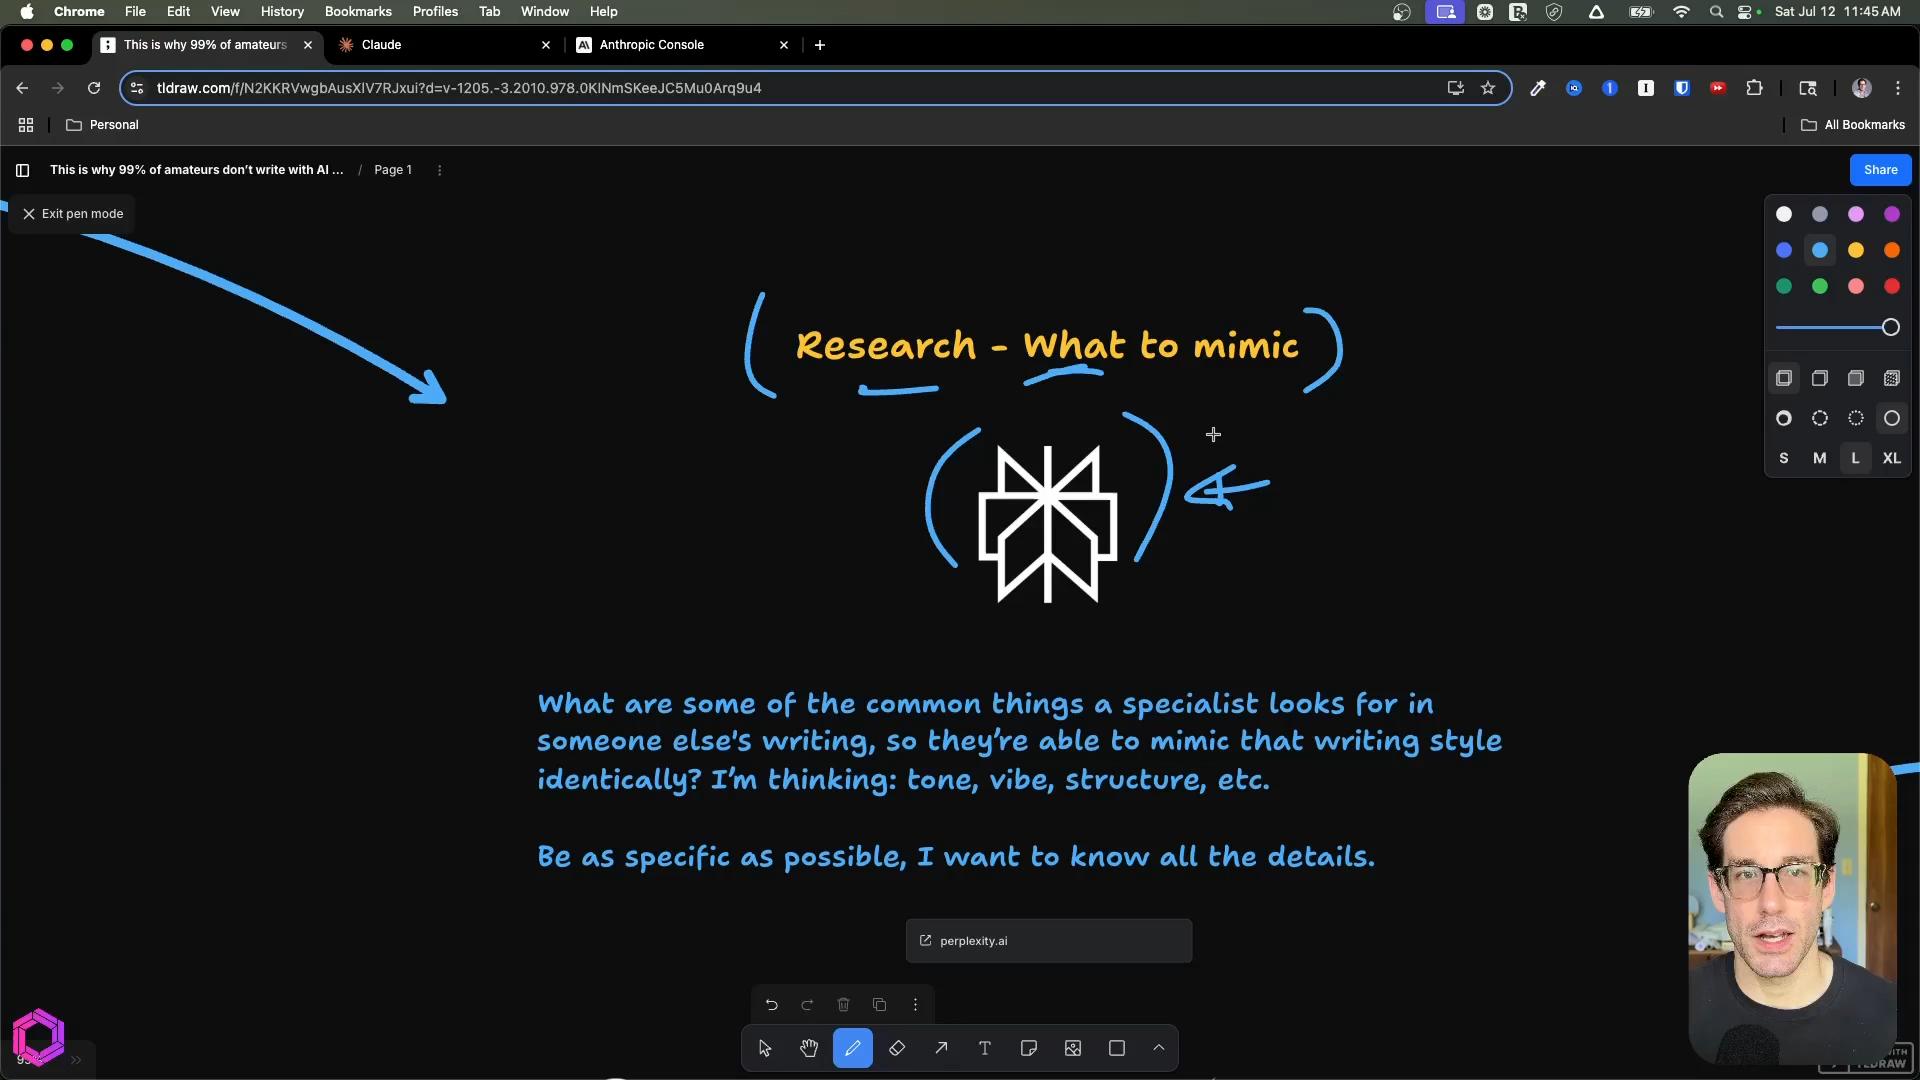 Chrome File Edit View History Bookmarks Profiles Tab Window Help
Sat Jul 12 11:45 AM
This is why 99% of amateurs
Claude
Anthropic Console
tldraw.com/f/N2KKRVwgbAusXlV7RJxui?d=v-1205.-3.2010.978.0KlNmSKeeJC5Mu0Arq9u4
Personal
All Bookmarks
This is why 99% of amateurs don't write with AI ... / Page 1
Share
Exit pen mode
Research - What to mimic
S M L XL
What are some of the common things a specialist looks for in
someone else's writing, so they're able to mimic that writing style
identically? I'm thinking: tone, vibe, structure, etc.
Be as specific as possible, I want to know all the details.
perplexity.ai